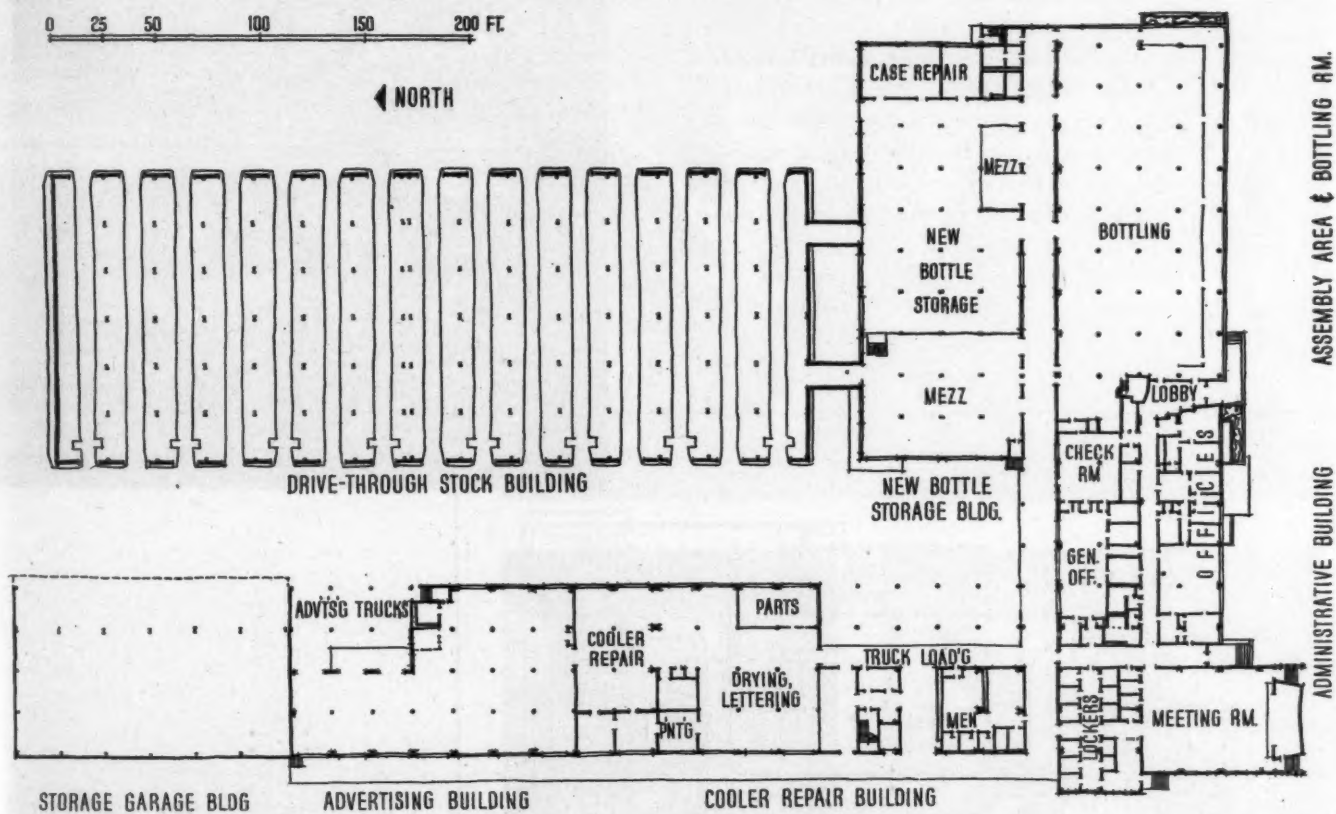 0 25 50 100 150 200 FT.
NORTH
CASE REPAIR
MEZZ
BOTTLING
NEW
BOTTLE
STORAGE
MEZZ
LOBBY
CHECK
RM
OFFICIES
GEN.
OFF.
DRIVE-THROUGH STOCK BUILDING
NEW BOTTLE
STORAGE BLDG.
ADVTSG TRUCKS
PARTS
COOLER
REPAIR
TRUCK LOAD'G
DRYING,
LETTERING
PNTG.
MEN
LOCKERS
MEETING RM.
STORAGE GARAGE BLDG
ADVERTISING BUILDING
COOLER REPAIR BUILDING
ASSEMBLY AREA & BOTTLING RM.
ADMINISTRATIVE BUILDING